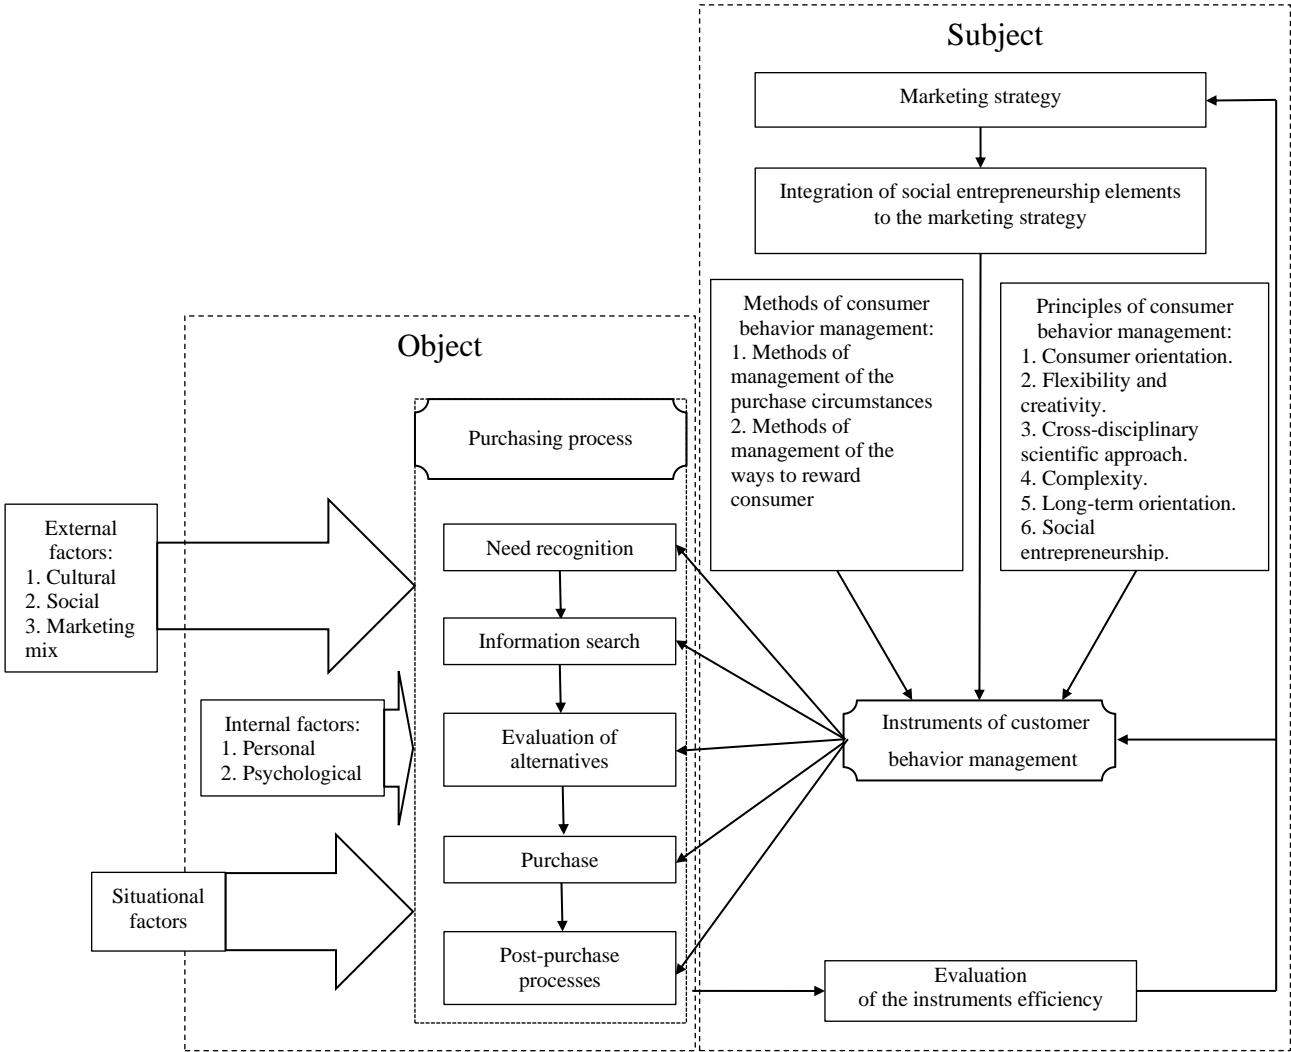 Subject
Marketing strategy
Integration of social entrepreneurship elements
to the marketing strategy
Methods of consumer
behavior management:
1. Methods of
management of the
purchase circumstances
2. Methods of
management of the
ways to reward
consumer
Principles of consumer
behavior management:
1. Consumer orientation.
2. Flexibility and
creativity.
3. Cross-disciplinary
scientific approach.
4. Complexity.
5. Long-term orientation.
6. Social
entrepreneurship.
Object
Purchasing process
External
factors:
1. Cultural
2. Social
3. Marketing
mix
Need recognition
Information search
Internal factors:
1. Personal
2. Psychological
Evaluation of
alternatives
Instruments of customer
behavior management
Purchase
Situational
factors
Post-purchase
processes
Evaluation
of the instruments efficiency